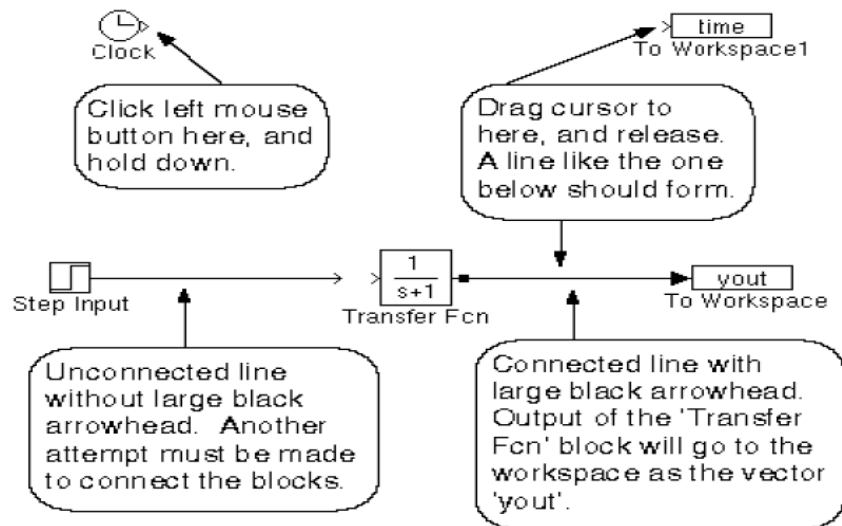 Clock
time
To Workspace1
Click left mouse
button here, and
hold down.
Drag cursor to
here, and release.
A line like the one
below should form.
Step Input
1
s+1
Transfer Fcn
yout
To Workspace
Unconnected line
without large black
arrowhead. Another
attempt must be made
to connect the blocks.
Connected line with
large black arrowhead.
Output of the 'Transfer
Fcn' block will go to the
workspace as the vector
'yout'.